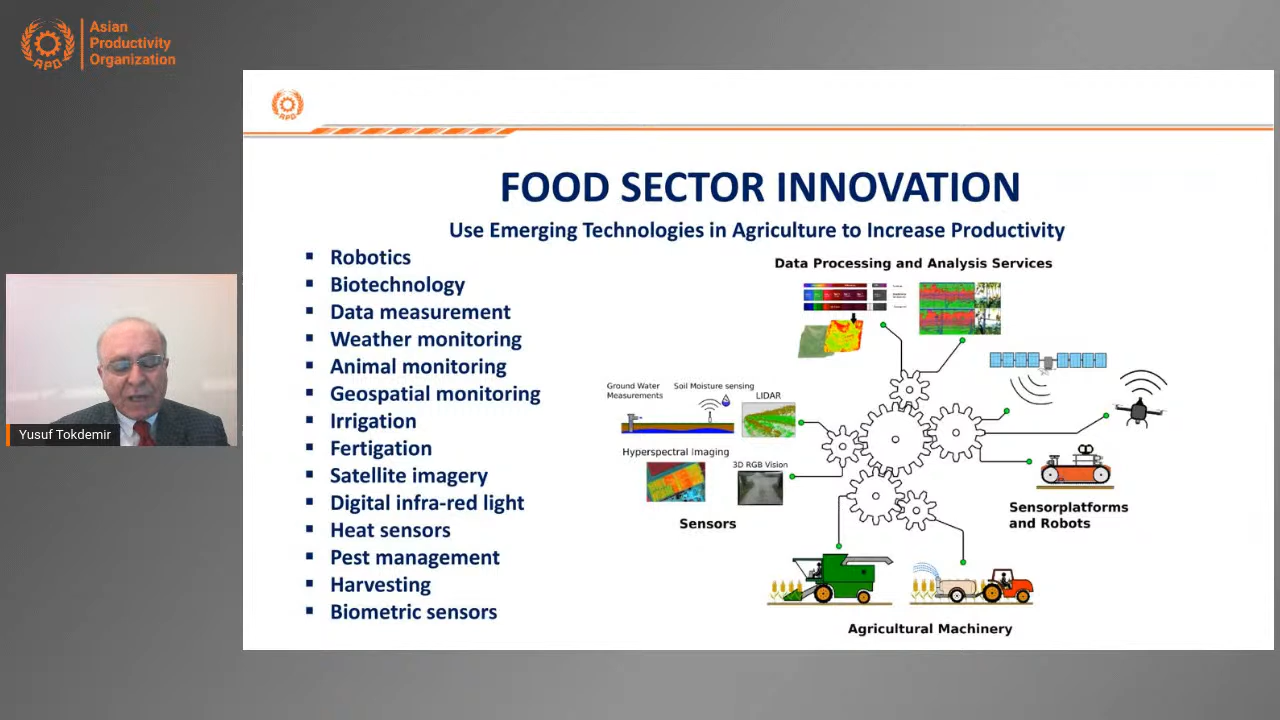 Asian
Productivity
Organization
APO
APO
FOOD SECTOR INNOVATION
Use Emerging Technologies in Agriculture to Increase Productivity
▪ Robotics
▪ Biotechnology
▪ Data measurement
▪ Weather monitoring
▪ Animal monitoring
▪ Geospatial monitoring
▪ Irrigation
▪ Fertigation
▪ Satellite imagery
▪ Digital infra-red light
▪ Heat sensors
▪ Pest management
▪ Harvesting
▪ Biometric sensors
Data Processing and Analysis Services
Ground Water
Measurements
Soil Moisture sensing
LIDAR
Hyperspectral Imaging
3D RGB Vision
Sensors
Sensorplatforms
and Robots
Agricultural Machinery
Yusuf Tokdemir